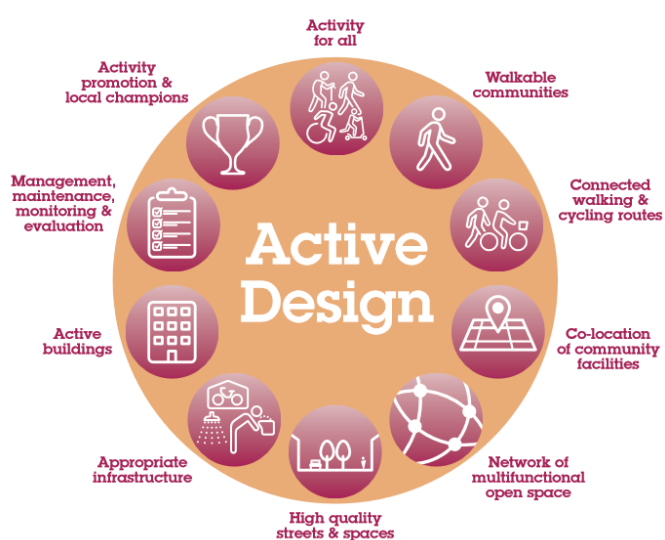 Activity
for all
Walkable
communities
Connected
walking &
cycling routes
Co-location
of community
facilities
Network of
multifunctional
open space
High quality
streets & spaces
Appropriate
infrastructure
Active
buildings
Management,
maintenance,
monitoring &
evaluation
Activity
promotion &
local champions
Active
Design